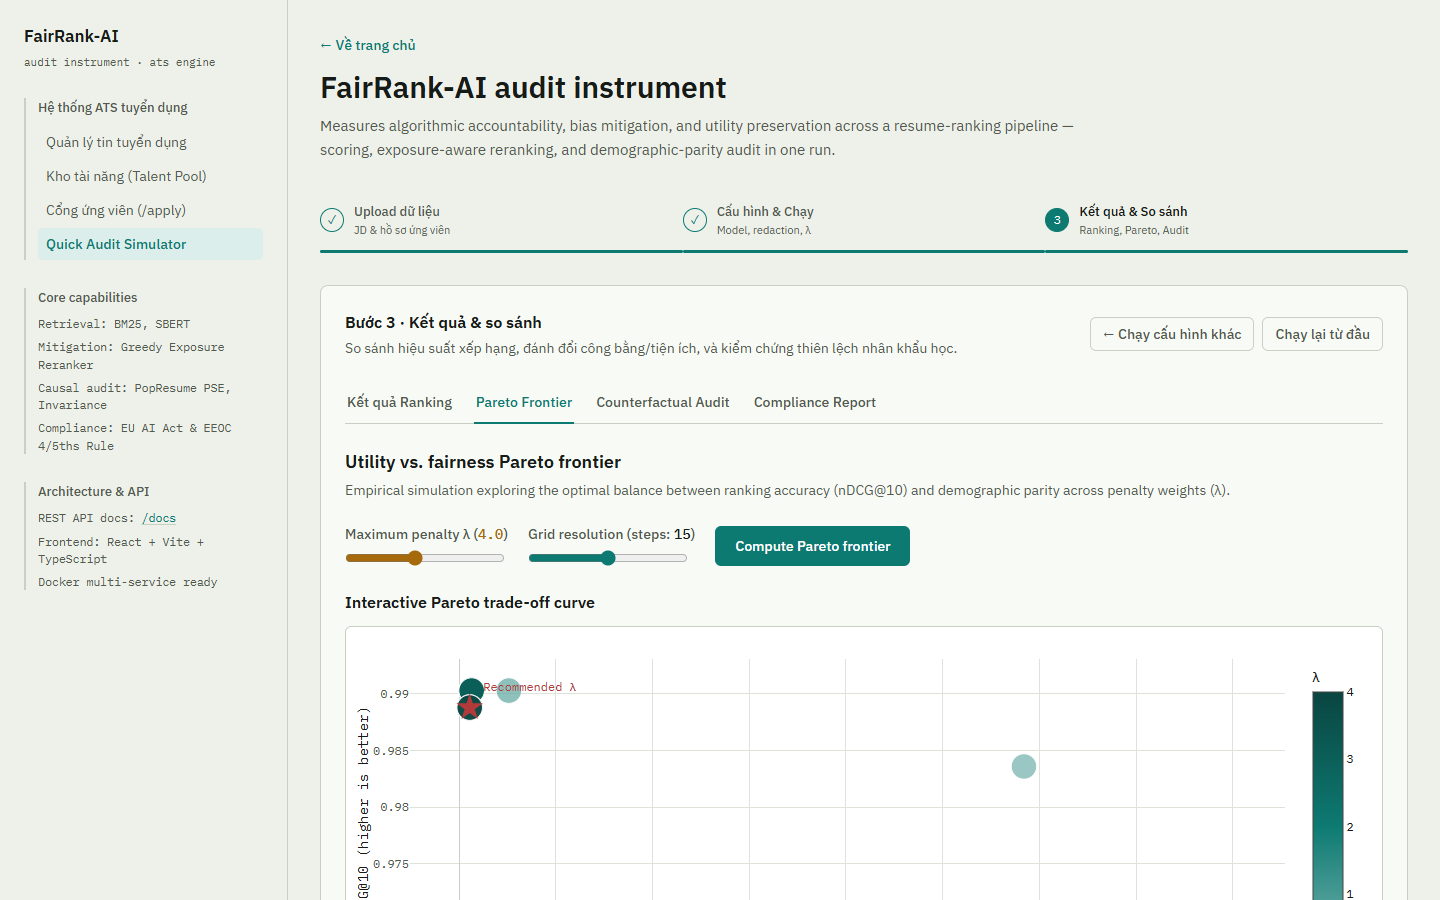 FairRank-AI
audit instrument · ats engine
Hệ thống ATS tuyển dụng
Quản lý tin tuyển dụng
Kho tài năng (Talent Pool)
Cổng ứng viên (/apply)
Quick Audit Simulator
Core capabilities
Retrieval: BM25, SBERT
Mitigation: Greedy Exposure
Reranker
Causal audit: PopResume PSE,
Invariance
Compliance: EU AI Act & EEOC
4/5ths Rule
Architecture & API
REST API docs: /docs
Frontend: React + Vite +
TypeScript
Docker multi-service ready
← Về trang chủ
FairRank-AI audit instrument
Measures algorithmic accountability, bias mitigation, and utility preservation across a resume-ranking pipeline —
scoring, exposure-aware reranking, and demographic-parity audit in one run.
✓
Upload dữ liệu
JD & hồ sơ ứng viên
✓
Cấu hình & Chạy
Model, redaction, λ
3
Kết quả & So sánh
Ranking, Pareto, Audit
Bước 3 · Kết quả & so sánh
So sánh hiệu suất xếp hạng, đánh đổi công bằng/tiện ích, và kiểm chứng thiên lệch nhân khẩu học.
← Chạy cấu hình khác
Chạy lại từ đầu
Kết quả Ranking
Pareto Frontier
Counterfactual Audit
Compliance Report
Utility vs. fairness Pareto frontier
Empirical simulation exploring the optimal balance between ranking accuracy (nDCG@10) and demographic parity across penalty weights (λ).
Maximum penalty λ (4.0)
Grid resolution (steps: 15)
Compute Pareto frontier
Interactive Pareto trade-off curve
Recommended λ
0.99
0.985
0.98
0.975
G@10 (higher is better)
λ
4
3
2
1